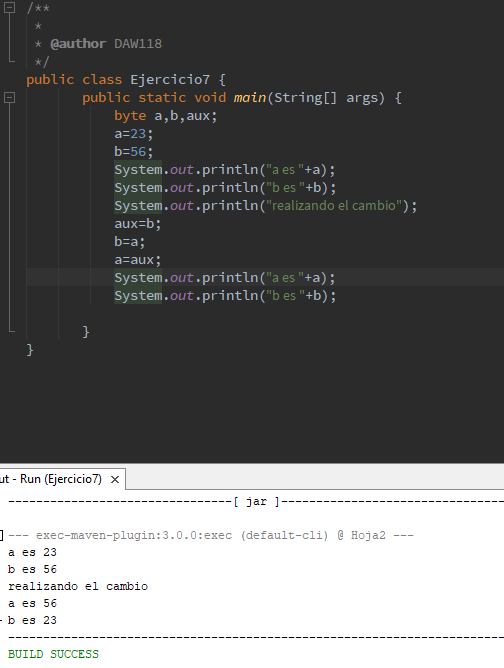 /**
 *
 * @author DAW118
 */
public class Ejercicio7 {
public static void main(String[] args) {
byte a,b,aux;
a=23;
b=56;
System.out.println("a es "+a);
System.out.println("b es "+b);
System.out.println("realizando el cambio");
aux=b;
b=a;
a=aux;
System.out.println("a es "+a);
System.out.println("b es "+b);
}
}
ut - Run (Ejercicio7) ×
--------------------------------[ jar ]--------------------------------
--- exec-maven-plugin:3.0.0:exec (default-cli) @ Hoja2 ---
a es 23
b es 56
realizando el cambio
a es 56
b es 23
------------------------------------------------------------------------
BUILD SUCCESS